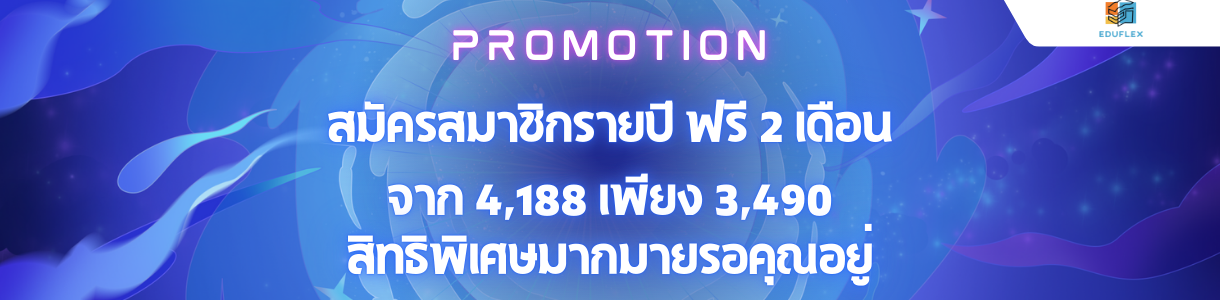 EDUFLEX
PROMOTION
สมัครสมาชิกรายปี ฟรี 2 เดือน
จาก 4,188 เพียง 3,490
สิทธิพิเศษมากมายรอคุณอยู่